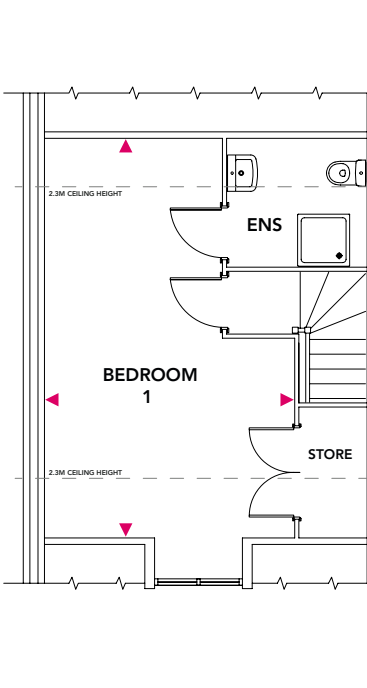 2.3M CEILING HEIGHT
ENS
BEDROOM
1
STORE
2.3M CEILING HEIGHT